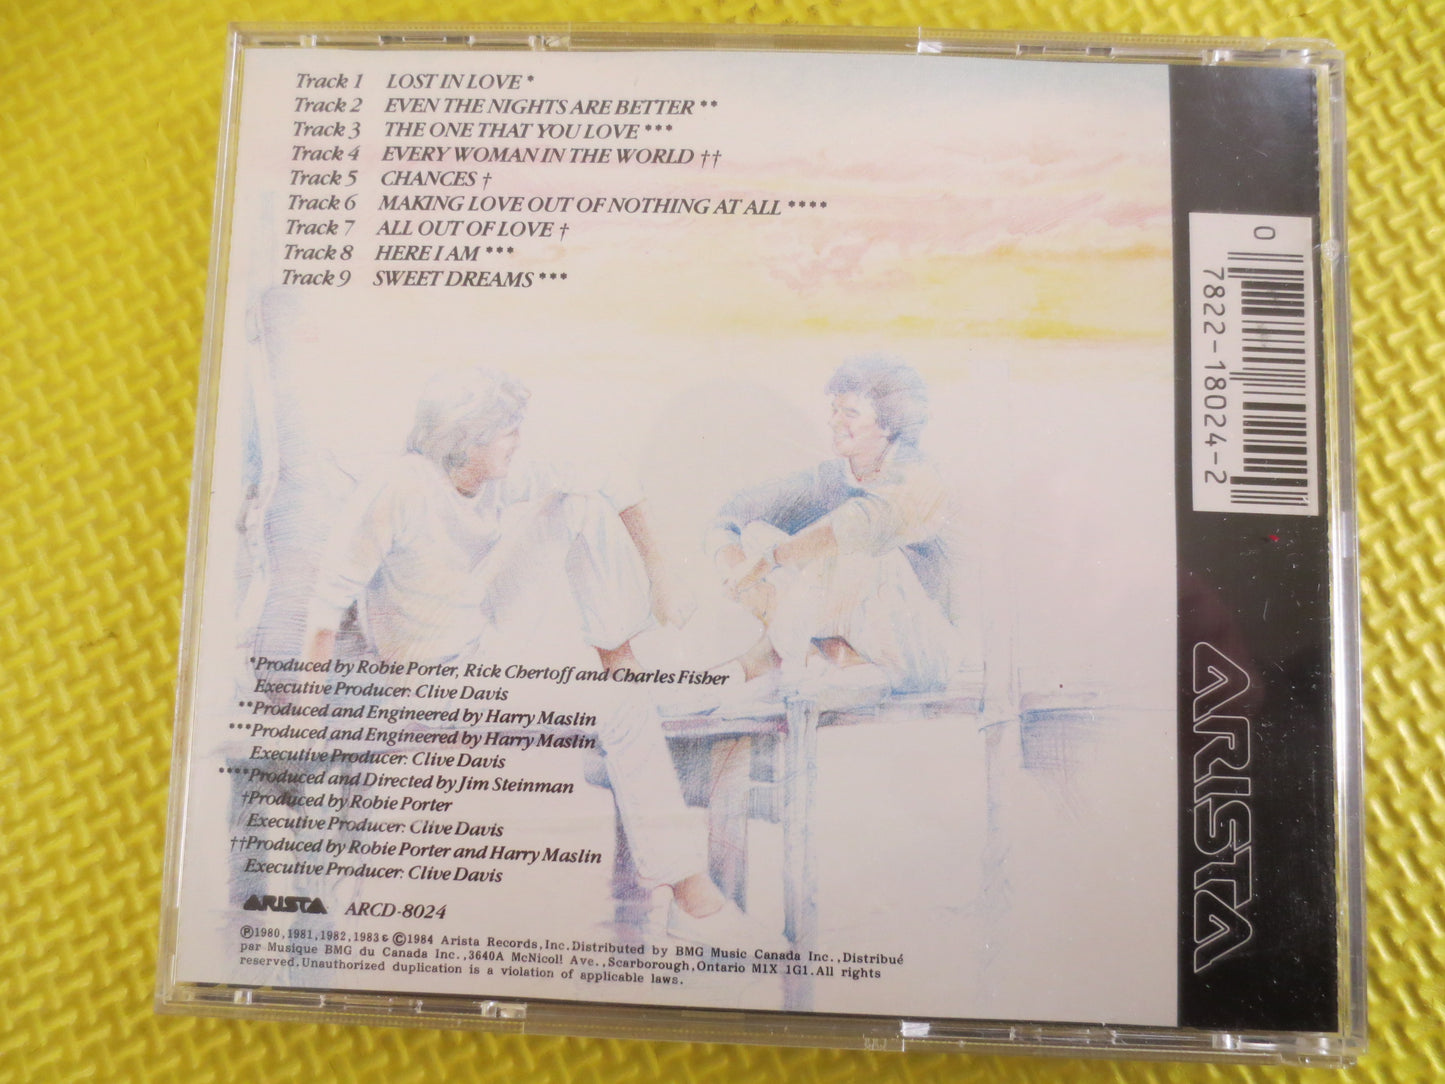 Track 1 LOST IN LOVE *
Track 2 EVEN THE NIGHTS ARE BETTER **
Track 3 THE ONE THAT YOU LOVE ***
Track 4 EVERY WOMAN IN THE WORLD ††
Track 5 CHANCES †
Track 6 MAKING LOVE OUT OF NOTHING AT ALL ****
Track 7 ALL OUT OF LOVE †
Track 8 HERE I AM ***
Track 9 SWEET DREAMS ***
*Produced by Robie Porter, Rick Chertoff and Charles Fisher
Executive Producer: Clive Davis
**Produced and Engineered by Harry Maslin
***Produced and Engineered by Harry Maslin
Executive Producer: Clive Davis
****Produced and Directed by Jim Steinman
†Produced by Robie Porter
Executive Producer: Clive Davis
††Produced by Robie Porter and Harry Maslin
Executive Producer: Clive Davis
ARISTA ARCD-8024
Ⓟ1980,1981,1982,1983 & ©1984 Arista Records,Inc.Distributed by BMG Music Canada Inc.,Distribué
par Musique BMG du Canada Inc.,3640A McNicoll Ave.,Scarborough,Ontario M1X 1G1.All rights
reserved.Unauthorized duplication is a violation of applicable laws.
0 7822-18024-2
ARISTA